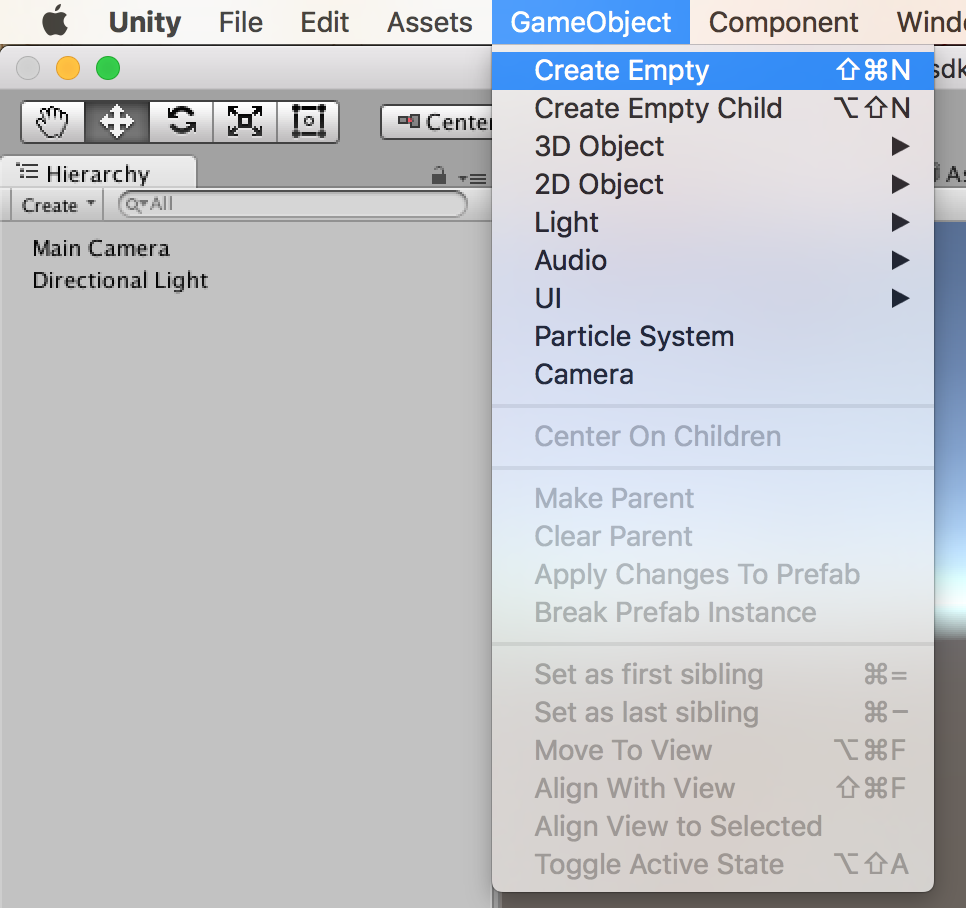 Unity File Edit Assets GameObject Component
Create Empty ⇧⌘N
Create Empty Child ⌥⇧N
3D Object
2D Object
Light
Audio
UI
Particle System
Camera
Center On Children
Make Parent
Clear Parent
Apply Changes To Prefab
Break Prefab Instance
Set as first sibling ⌘=
Set as last sibling ⌘−
Move To View ⌥⌘F
Align With View ⇧⌘F
Align View to Selected
Toggle Active State ⌥⇧A
Center
Hierarchy
Create All
Main Camera
Directional Light